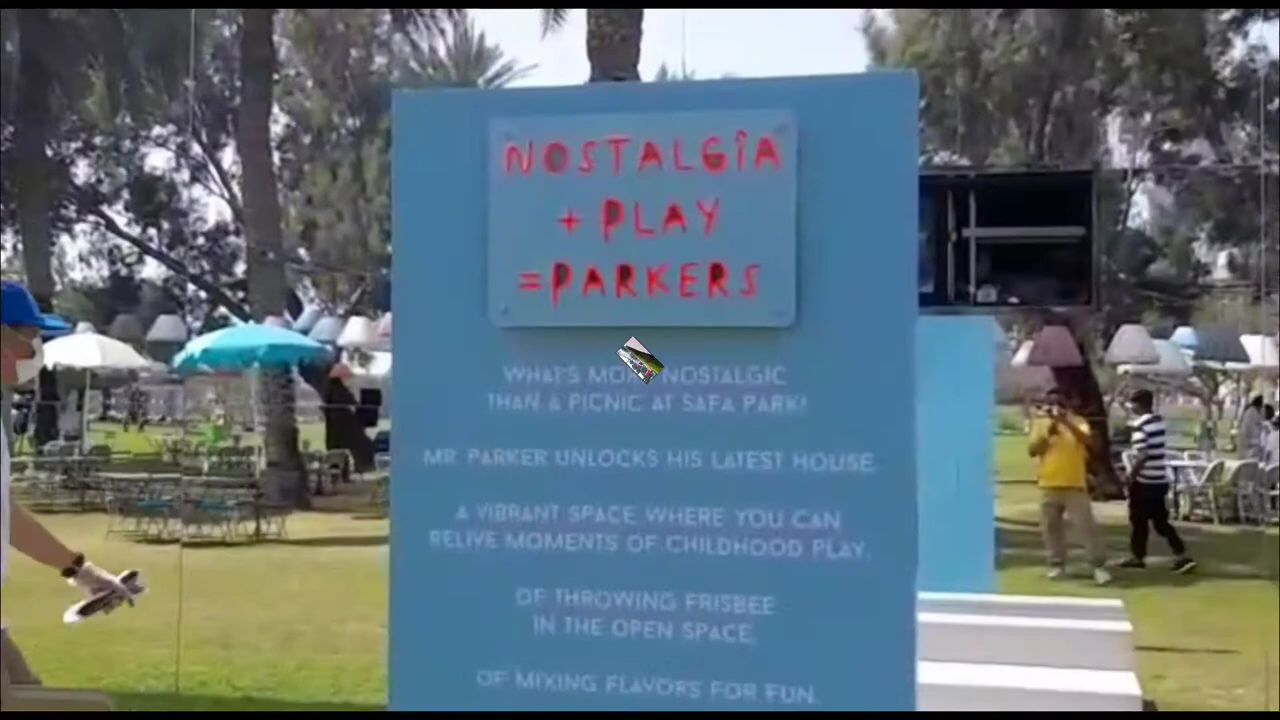 NOSTALGIA
+ PLAY
= PARKERS
WHAT'S MORE NOSTALGIC
THAN A PICNIC AT SAFA PARK!
MR. PARKER UNLOCKS HIS LATEST HOUSE.
A VIBRANT SPACE WHERE YOU CAN
RELIVE MOMENTS OF CHILDHOOD PLAY.
OF THROWING FRISBEE
IN THE OPEN SPACE.
OF MIXING FLAVORS FOR FUN.